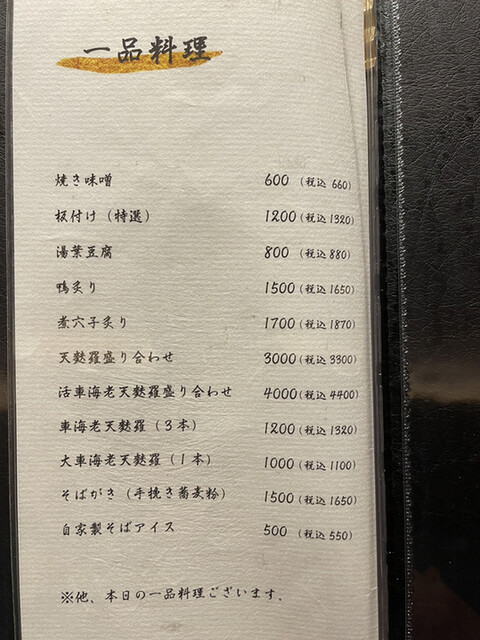 一品料理
焼き味噌 600 (税込 660)
板付け (特選) 1200 (税込 1320)
湯葉豆腐 800 (税込 880)
鴨炙り 1500 (税込 1650)
煮穴子炙り 1700 (税込 1870)
天麩羅盛り合わせ 3000 (税込 3300)
活車海老天麩羅盛り合わせ 4000 (税込 4400)
車海老天麩羅 (3本) 1200 (税込 1320)
大車海老天麩羅 (1本) 1000 (税込 1100)
そばがき (手挽き蕎麦粉) 1500 (税込 1650)
自家製そばアイス 500 (税込 550)
※他、本日の一品料理ございます。